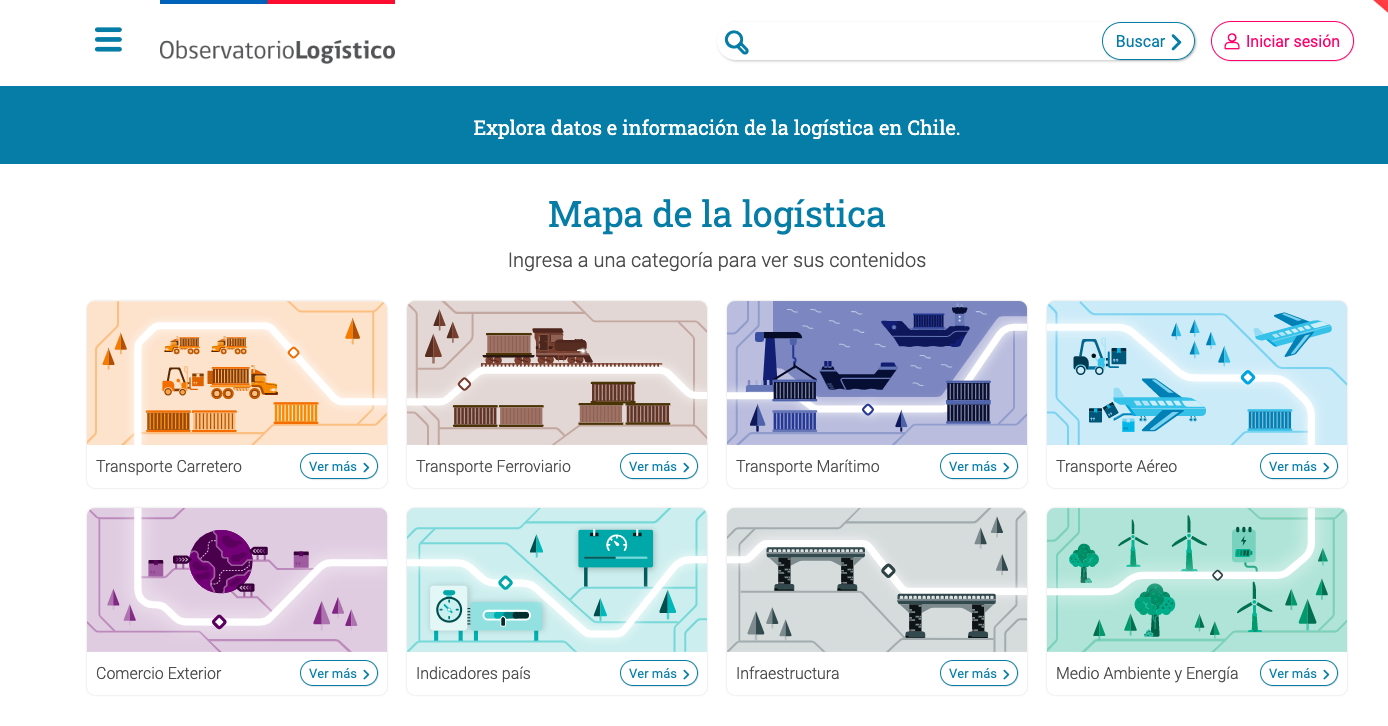 ObservatorioLogístico
Buscar
Iniciar sesión
Explora datos e información de la logística en Chile.
Mapa de la logística
Ingresa a una categoría para ver sus contenidos
Transporte Carretero
Ver más
Transporte Ferroviario
Ver más
Transporte Marítimo
Ver más
Transporte Aéreo
Ver más
Comercio Exterior
Ver más
Indicadores país
Ver más
Infraestructura
Ver más
Medio Ambiente y Energía
Ver más